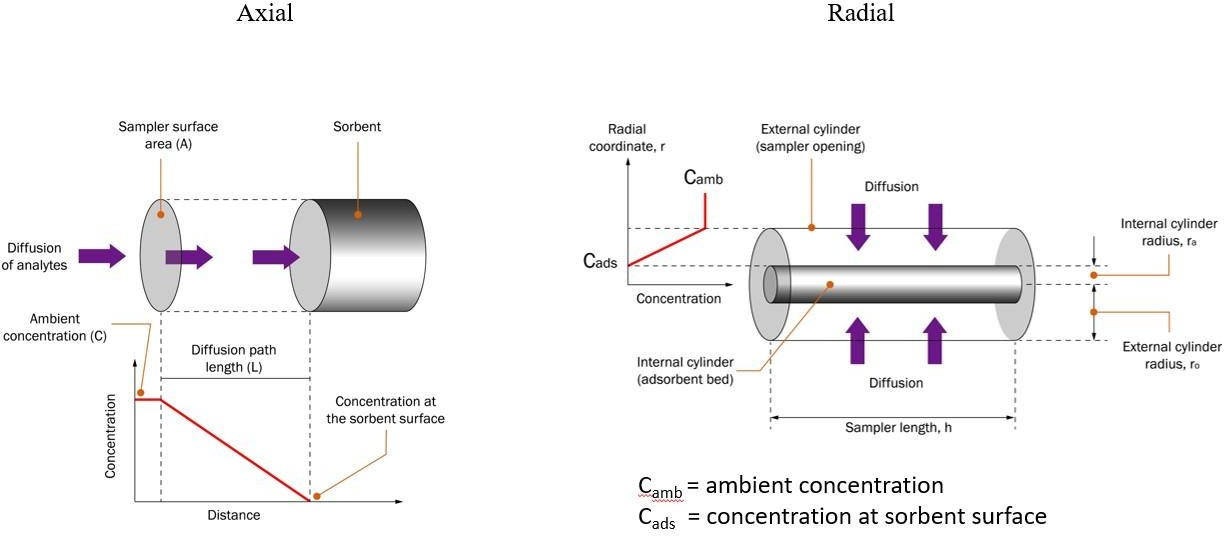 Axial
Sampler surface
area (A)
Sorbent
Diffusion
of analytes
Ambient
concentration (C)
Diffusion path
length (L)
Concentration
Concentration at
the sorbent surface
Distance
Radial
Radial
coordinate, r
External cylinder
(sampler opening)
Camb
Diffusion
Cads
Concentration
Internal cylinder
radius, ra
External cylinder
radius, ro
Internal cylinder
(adsorbent bed)
Diffusion
Sampler length, h
Camb = ambient concentration
Cads = concentration at sorbent surface